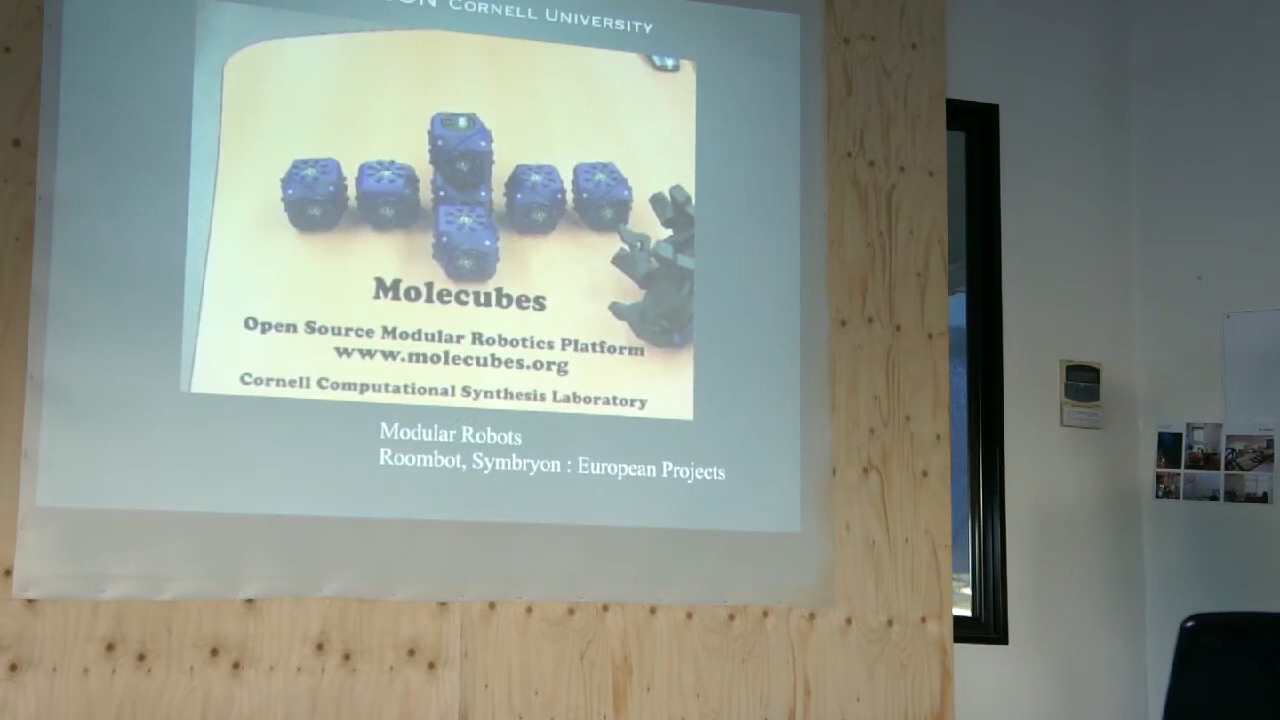 CORNELL UNIVERSITY
Molecubes
Open Source Modular Robotics Platform
www.molecubes.org
Cornell Computational Synthesis Laboratory
Modular Robots
Roombot, Symbryon : European Projects